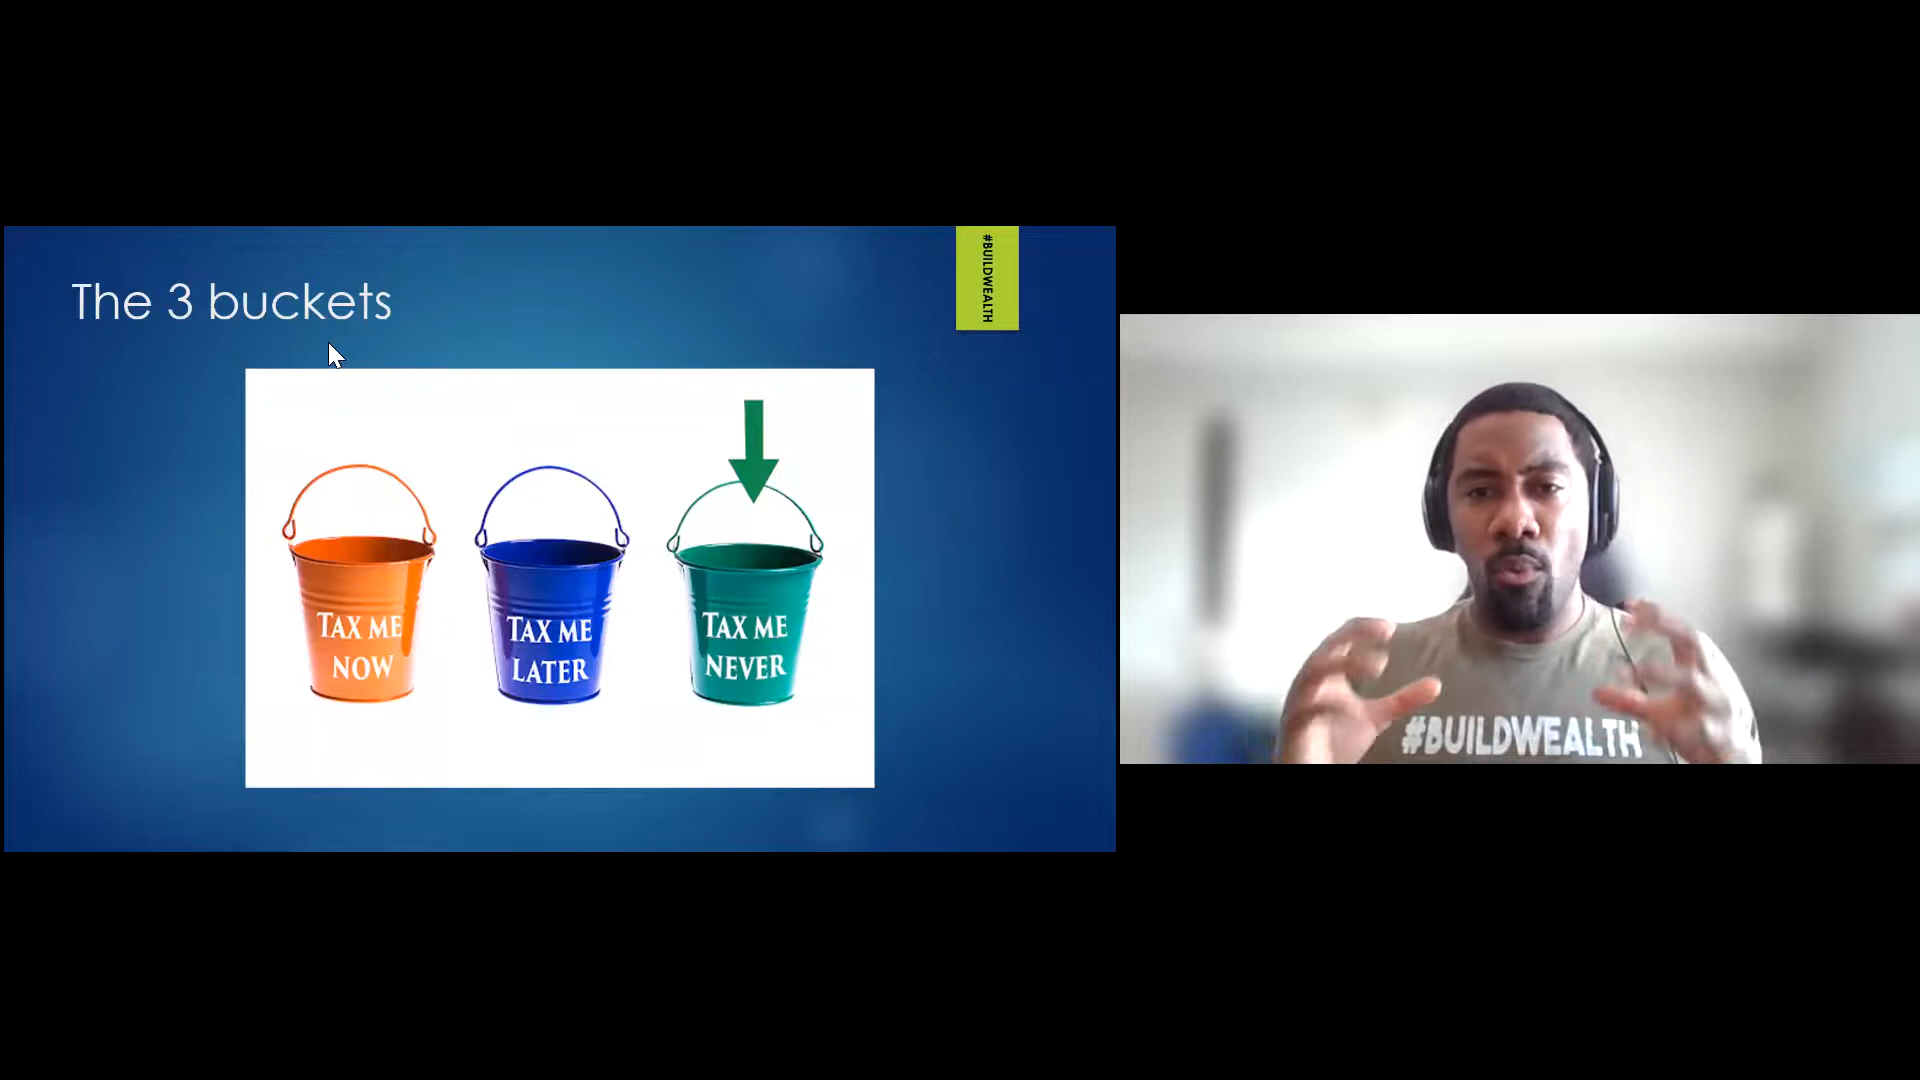 The 3 buckets
#BUILDWEALTH
TAX ME
NOW
TAX ME
LATER
TAX ME
NEVER
#BUILDWEALTH